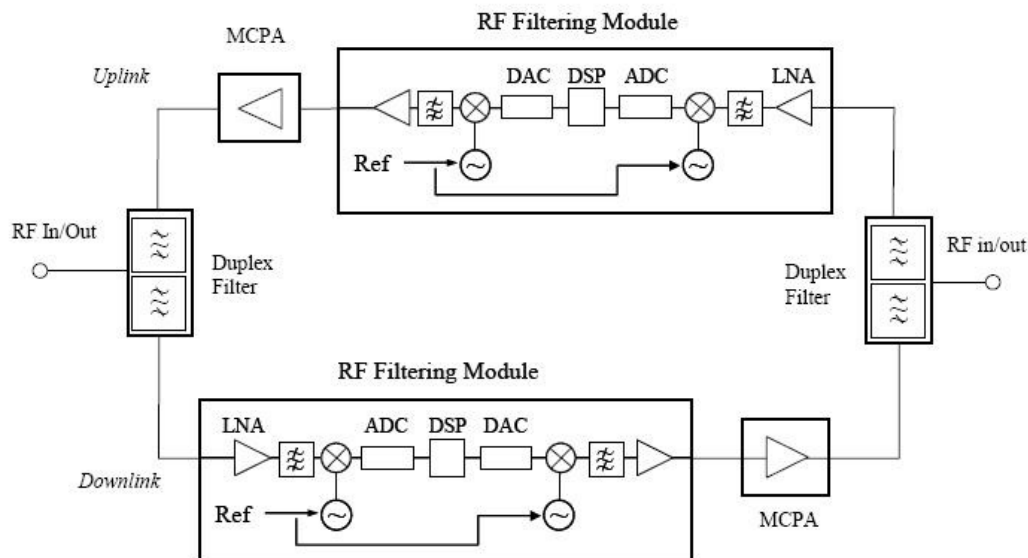 RF Filtering Module
MCPA
Uplink
DAC
DSP
ADC
LNA
Ref
RF In/Out
Duplex
Filter
RF in/out
Duplex
Filter
RF Filtering Module
LNA
ADC
DSP
DAC
Downlink
Ref
MCPA